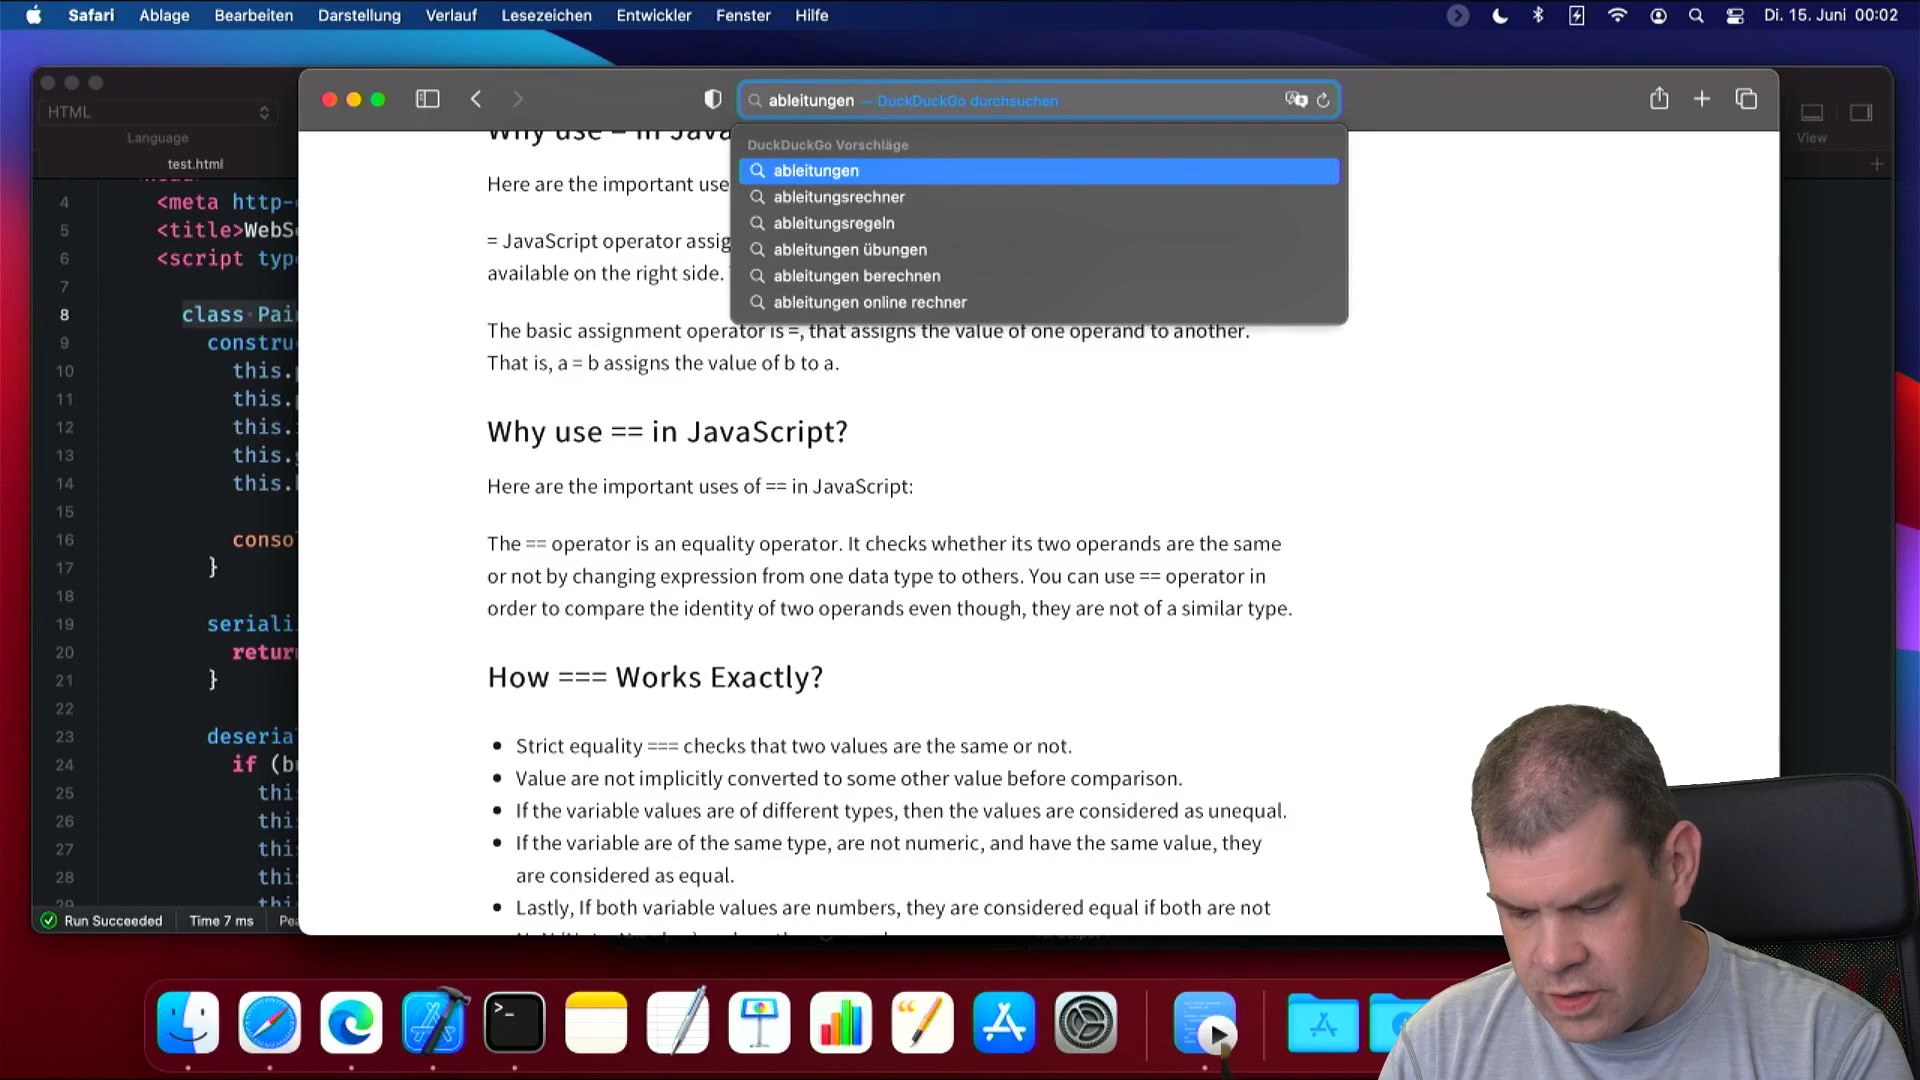 Safari Ablage Bearbeiten Darstellung Verlauf Lesezeichen Entwickler Fenster Hilfe
Di. 15. Juni 00:02
HTML
Language
test.html
View
ableitungen — DuckDuckGo durchsuchen
DuckDuckGo Vorschläge
ableitungen
ableitungsrechner
ableitungsregeln
ableitungen übungen
ableitungen berechnen
ableitungen online rechner
4 <meta http-
5 <title>WebS
6 <script typ
7
8 class Pai
9 constru
10 this.
11 this.
12 this.
13 this.
14 this.
15
16 conso
17 }
18
19 seriali
20 retur
21 }
22
23 deseria
24 if (b
25 this
26 this
27 this
28 this
29 this
Run Succeeded Time 7 ms Pea
Why use = in Java
Here are the important use
= JavaScript operator assig
available on the right side.
The basic assignment operator is =, that assigns the value of one operand to another.
That is, a = b assigns the value of b to a.
Why use == in JavaScript?
Here are the important uses of == in JavaScript:
The == operator is an equality operator. It checks whether its two operands are the same
or not by changing expression from one data type to others. You can use == operator in
order to compare the identity of two operands even though, they are not of a similar type.
How === Works Exactly?
Strict equality === checks that two values are the same or not.
Value are not implicitly converted to some other value before comparison.
If the variable values are of different types, then the values are considered as unequal.
If the variable are of the same type, are not numeric, and have the same value, they
are considered as equal.
Lastly, If both variable values are numbers, they are considered equal if both are not